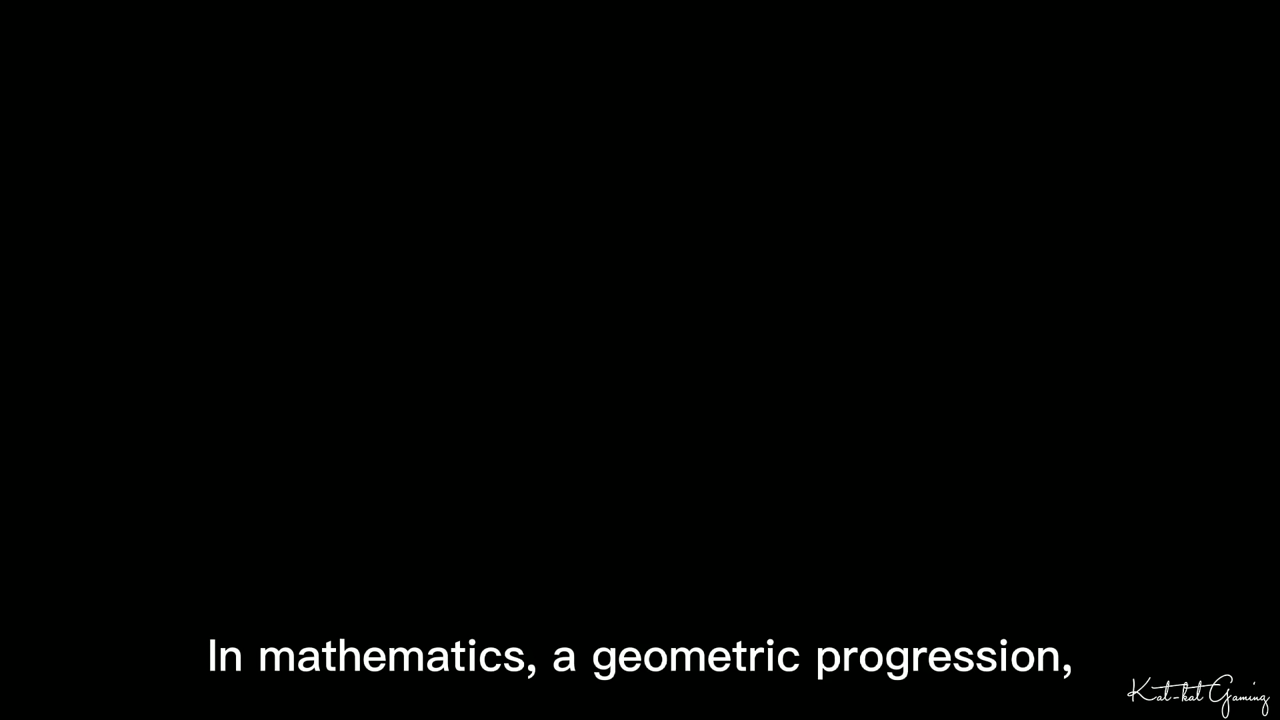 In mathematics, a geometric progression,
Kat-kat Gaming